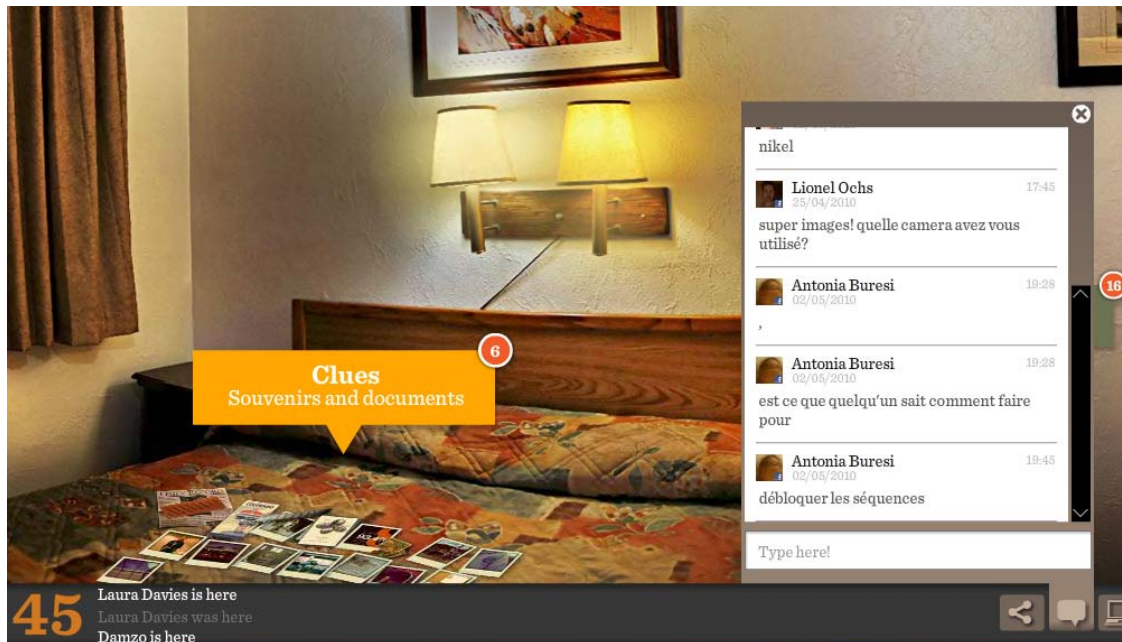 nikel
Lionel Ochs
17:45
25/04/2010
super images! quelle camera avez vous
utilisé?
Antonia Buresi
19:28
02/05/2010
,
Antonia Buresi
19:28
02/05/2010
est ce que quelqu'un sait comment faire
pour
Antonia Buresi
19:45
02/05/2010
débloquer les séquences
Type here!
16
6
Clues
Souvenirs and documents
45
Laura Davies is here
Laura Davies was here
Damzo is here